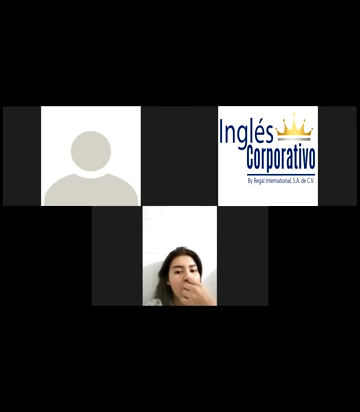 Inglés
Corporativo
By Regal International, S.A. de C.V.